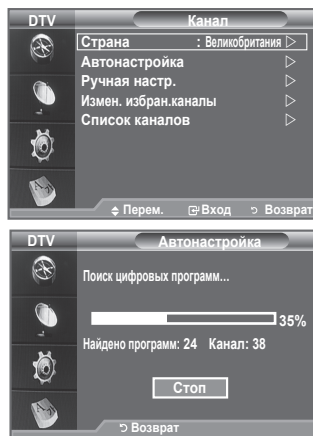 DTV Канал
Страна : Великобритания
Автонастройка
Ручная настр.
Измен. избран.каналы
Список каналов
Перем. Вход Возврат
DTV Автонастройка
Поиск цифровых программ...
35%
Найдено программ: 24 Канал: 38
Стоп
Возврат